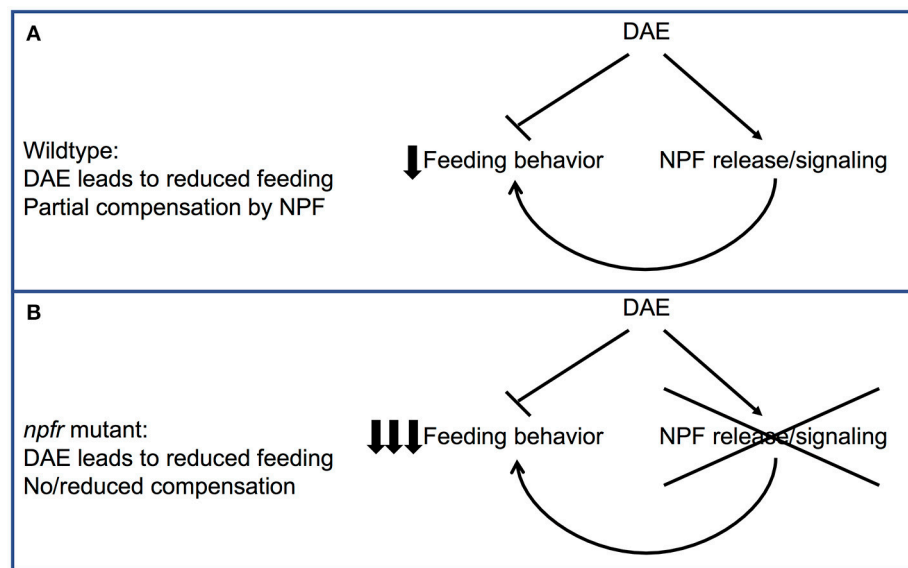 A
DAE
Wildtype:
DAE leads to reduced feeding
Partial compensation by NPF
Feeding behavior
NPF release/signaling
B
DAE
npfr mutant:
DAE leads to reduced feeding
No/reduced compensation
Feeding behavior
NPF release/signaling